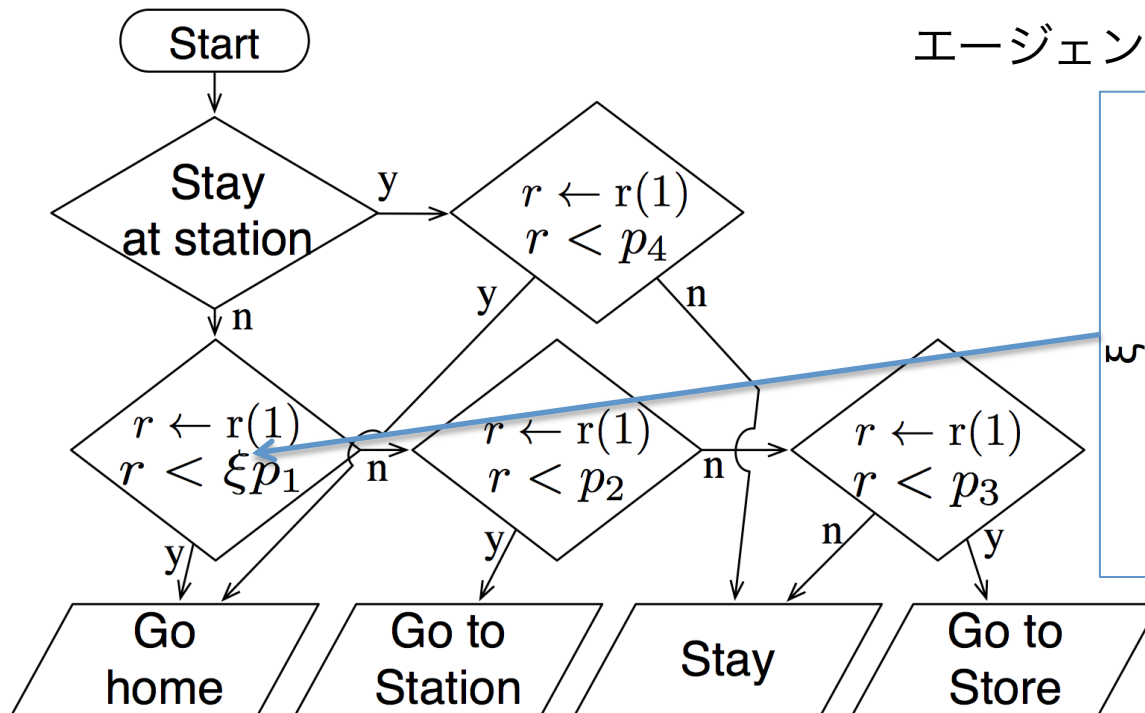 Start
エージェン
Stay
at station
y
r ← r(1)
r < p₄
n
y
n
r ← r(1)
r < ξp₁
n
r ← r(1)
r < p₂
n
r ← r(1)
r < p₃
ξ
y
y
n
y
Go
home
Go to
Station
Stay
Go to
Store